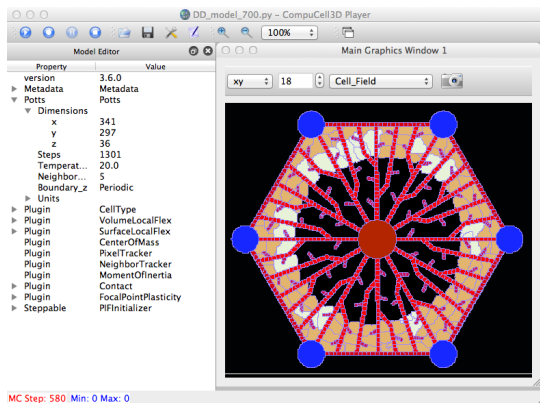 DD_model_700.py - CompuCell3D Player
100%
Model Editor
Main Graphics Window 1
Property Value
xy 18 Cell_Field
version 3.6.0
Metadata Metadata
Potts Potts
Dimensions
x 341
y 297
z 36
Steps 1301
Temperat... 20.0
Neighbor... 5
Boundary_z Periodic
Units
Plugin CellType
Plugin VolumeLocalFlex
Plugin SurfaceLocalFlex
Plugin CenterOfMass
Plugin PixelTracker
Plugin NeighborTracker
Plugin MomentOfInertia
Plugin Contact
Plugin FocalPointPlasticity
Steppable PIFInitializer
MC Step: 580 Min: 0 Max: 0